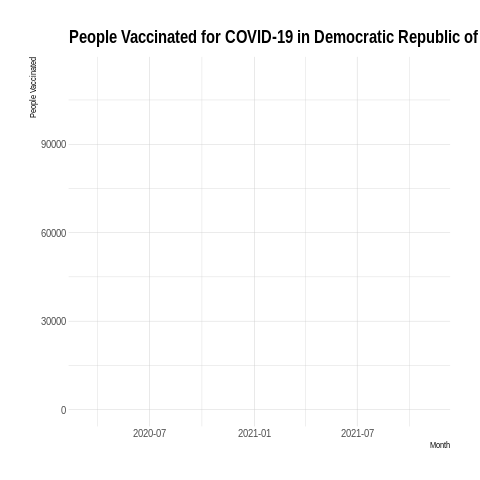 People Vaccinated for COVID-19 in Democratic Republic of
People Vaccinated
90000
60000
30000
0
2020-07 2021-01 2021-07
Month